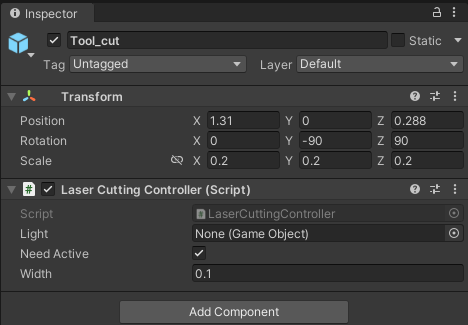 Inspector
Tool_cut Static
Tag Untagged Layer Default
Transform
Position X 1.31 Y 0 Z 0.288
Rotation X 0 Y -90 Z 90
Scale X 0.2 Y 0.2 Z 0.2
# Laser Cutting Controller (Script)
Script # LaserCuttingController
Light None (Game Object)
Need Active
Width 0.1
Add Component